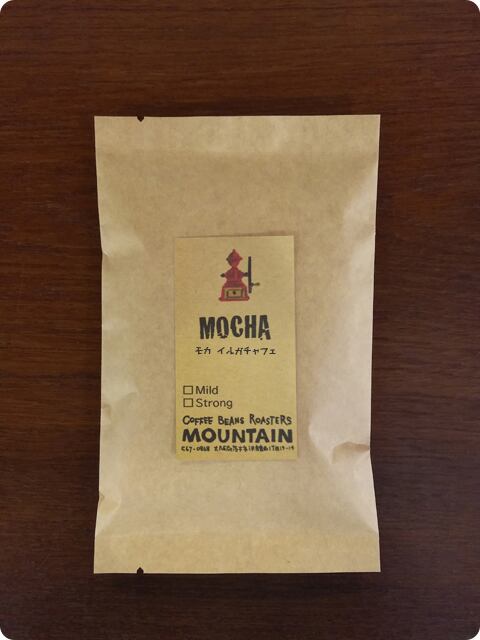 MOCHA
モカ イルガチャフェ
□ Mild
□ Strong
COFFEE BEANS ROASTERS
MOUNTAIN